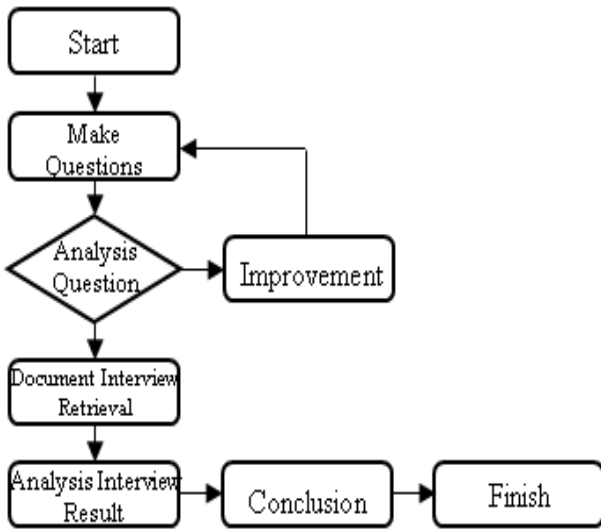 Start
Make
Questions
Analysis
Question
Improvement
Document Interview
Retrieval
Analysis Interview
Result
Conclusion
Finish